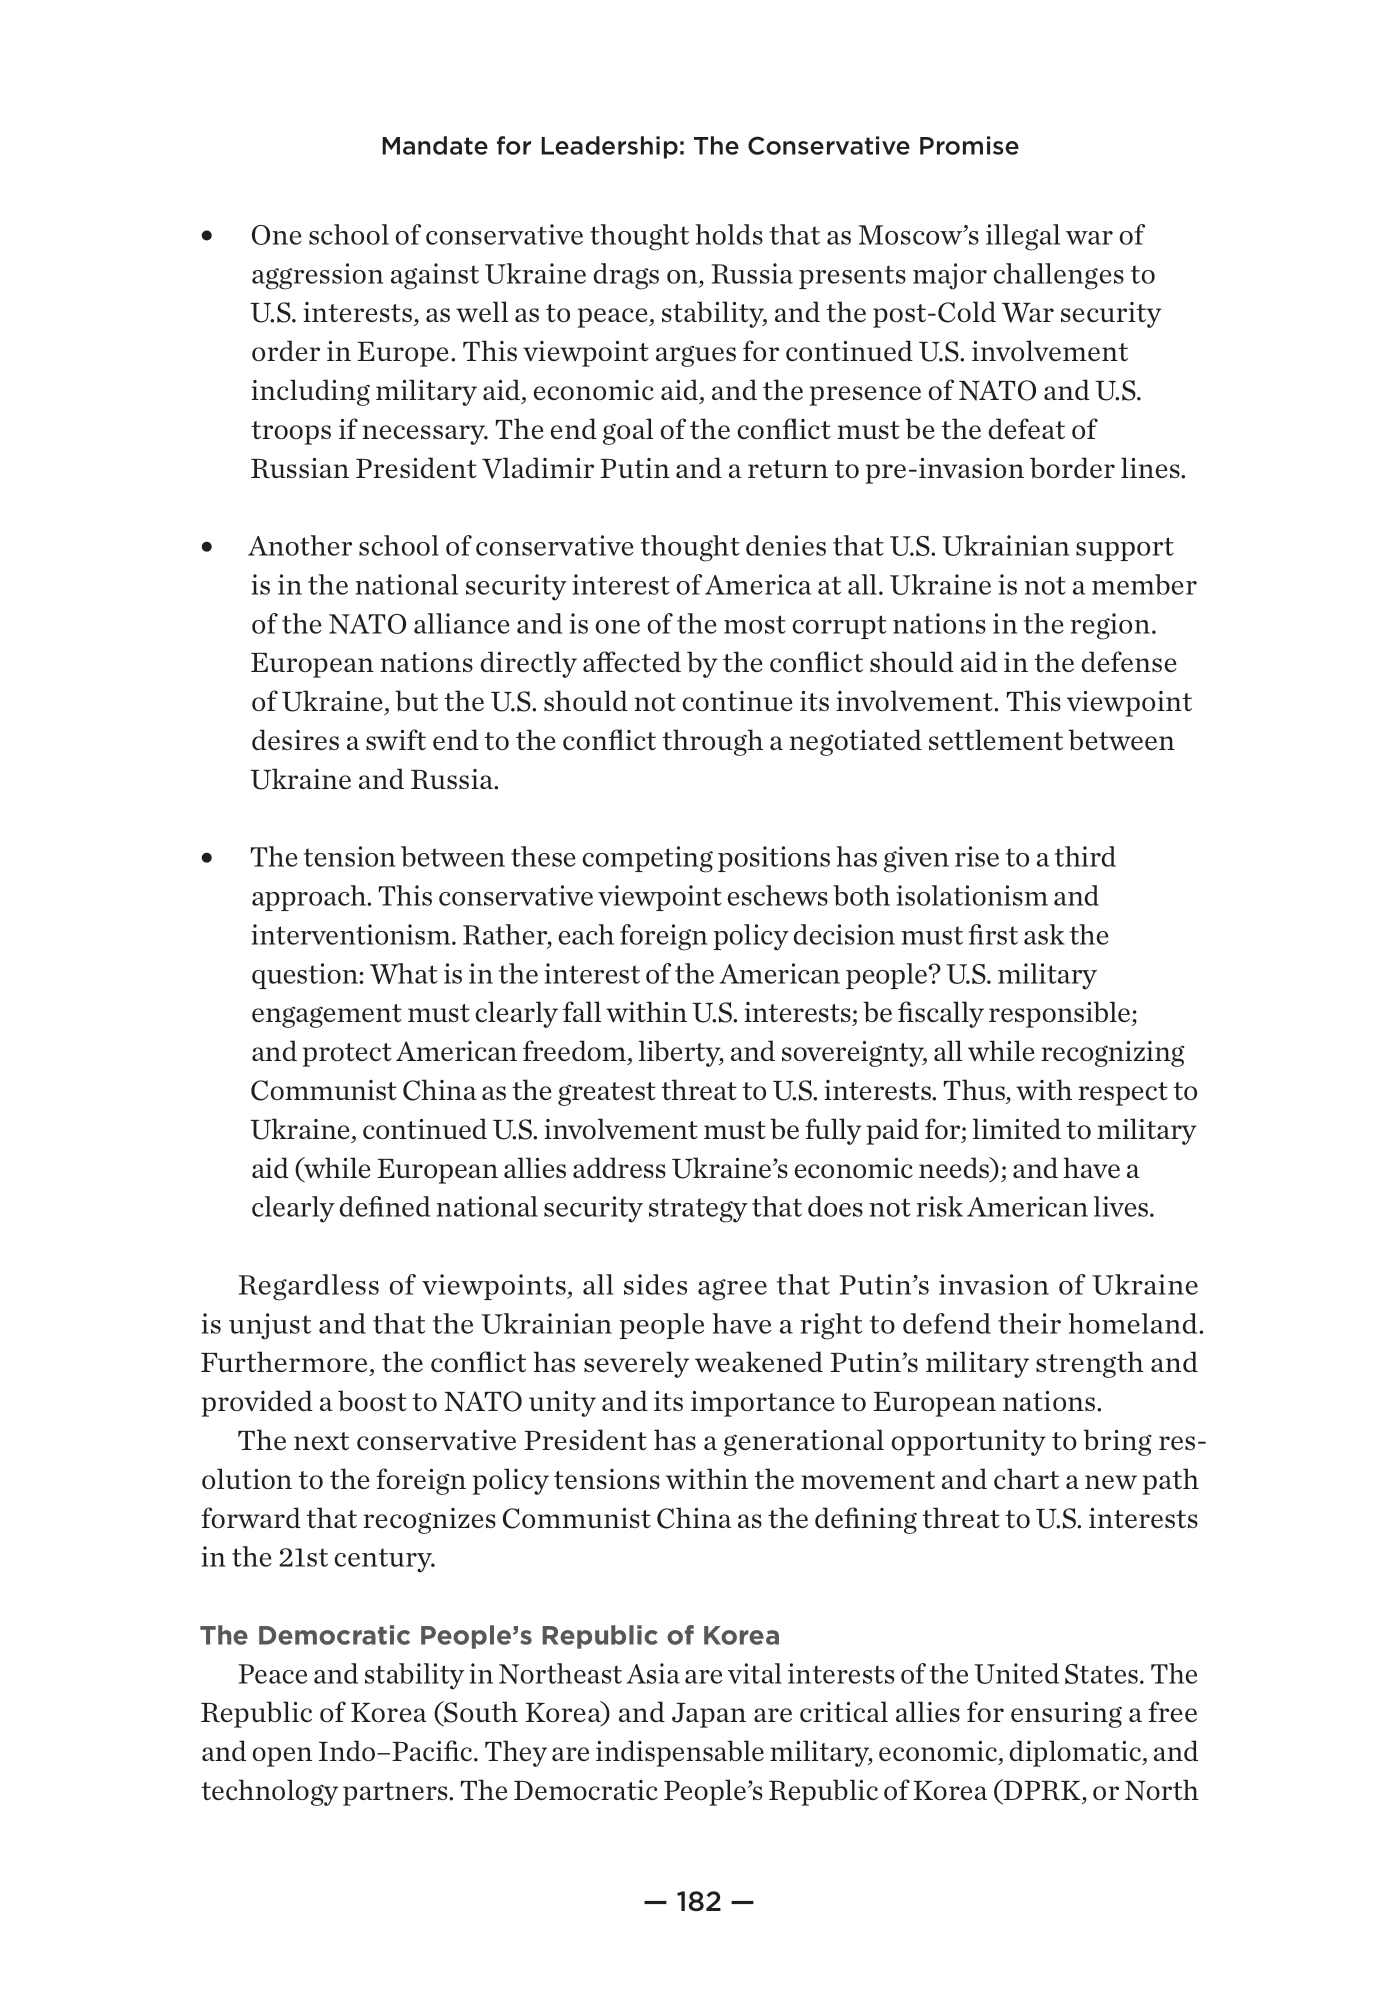 Mandate for Leadership: The Conservative Promise
• One school of conservative thought holds that as Moscow’s illegal war of
aggression against Ukraine drags on, Russia presents major challenges to
U.S. interests, as well as to peace, stability, and the post-Cold War security
order in Europe. This viewpoint argues for continued U.S. involvement
including military aid, economic aid, and the presence of NATO and U.S.
troops if necessary. The end goal of the conflict must be the defeat of
Russian President Vladimir Putin and a return to pre-invasion border lines.
• Another school of conservative thought denies that U.S. Ukrainian support
is in the national security interest of America at all. Ukraine is not a member
of the NATO alliance and is one of the most corrupt nations in the region.
European nations directly affected by the conflict should aid in the defense
of Ukraine, but the U.S. should not continue its involvement. This viewpoint
desires a swift end to the conflict through a negotiated settlement between
Ukraine and Russia.
• The tension between these competing positions has given rise to a third
approach. This conservative viewpoint eschews both isolationism and
interventionism. Rather, each foreign policy decision must first ask the
question: What is in the interest of the American people? U.S. military
engagement must clearly fall within U.S. interests; be fiscally responsible;
and protect American freedom, liberty, and sovereignty, all while recognizing
Communist China as the greatest threat to U.S. interests. Thus, with respect to
Ukraine, continued U.S. involvement must be fully paid for; limited to military
aid (while European allies address Ukraine’s economic needs); and have a
clearly defined national security strategy that does not risk American lives.
Regardless of viewpoints, all sides agree that Putin’s invasion of Ukraine
is unjust and that the Ukrainian people have a right to defend their homeland.
Furthermore, the conflict has severely weakened Putin’s military strength and
provided a boost to NATO unity and its importance to European nations.
The next conservative President has a generational opportunity to bring res-
olution to the foreign policy tensions within the movement and chart a new path
forward that recognizes Communist China as the defining threat to U.S. interests
in the 21st century.
The Democratic People’s Republic of Korea
Peace and stability in Northeast Asia are vital interests of the United States. The
Republic of Korea (South Korea) and Japan are critical allies for ensuring a free
and open Indo–Pacific. They are indispensable military, economic, diplomatic, and
technology partners. The Democratic People’s Republic of Korea (DPRK, or North
— 182 —